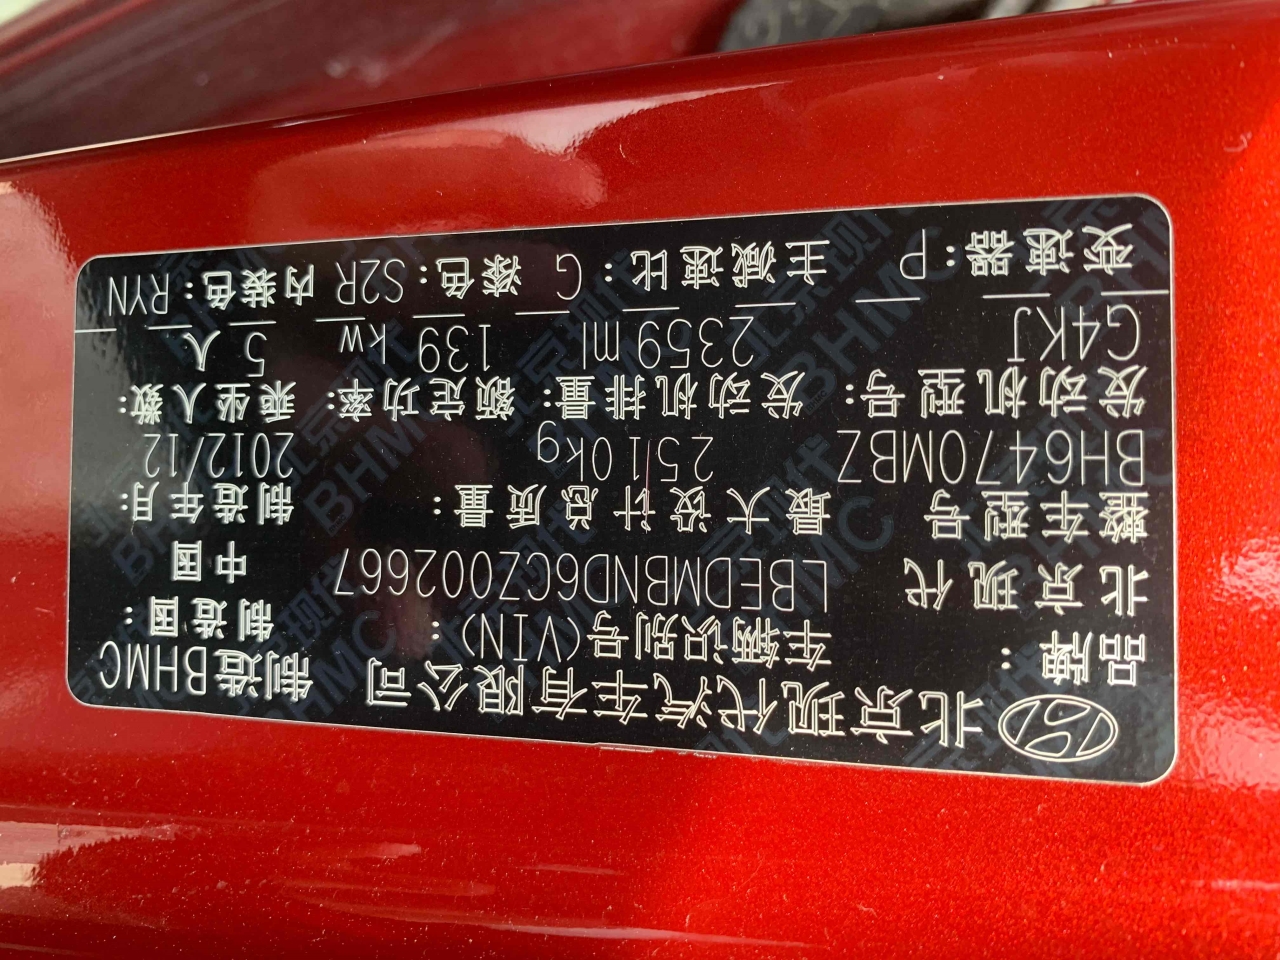 北京现代汽车有限公司 制造BHMC
品牌： 车辆识别号(VIN)： 制造国：
北京现代 LBEDMBND6CZ002667 中国
整车型号 最大设计总质量： 制造年月：
BH6470MBZ 2510kg 2012/12
发动机型号： 发动机排量： 额定功率： 乘坐人数：
G4KJ 2359ml 139kw 5人
变速器：P 主减速比：G 漆色：S2R 内装色：RYN